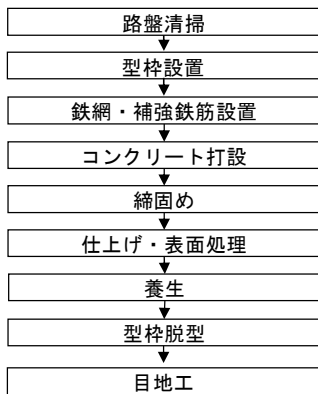 路盤清掃
型枠設置
鉄網・補強鉄筋設置
コンクリート打設
締固め
仕上げ・表面処理
養生
型枠脱型
目地工